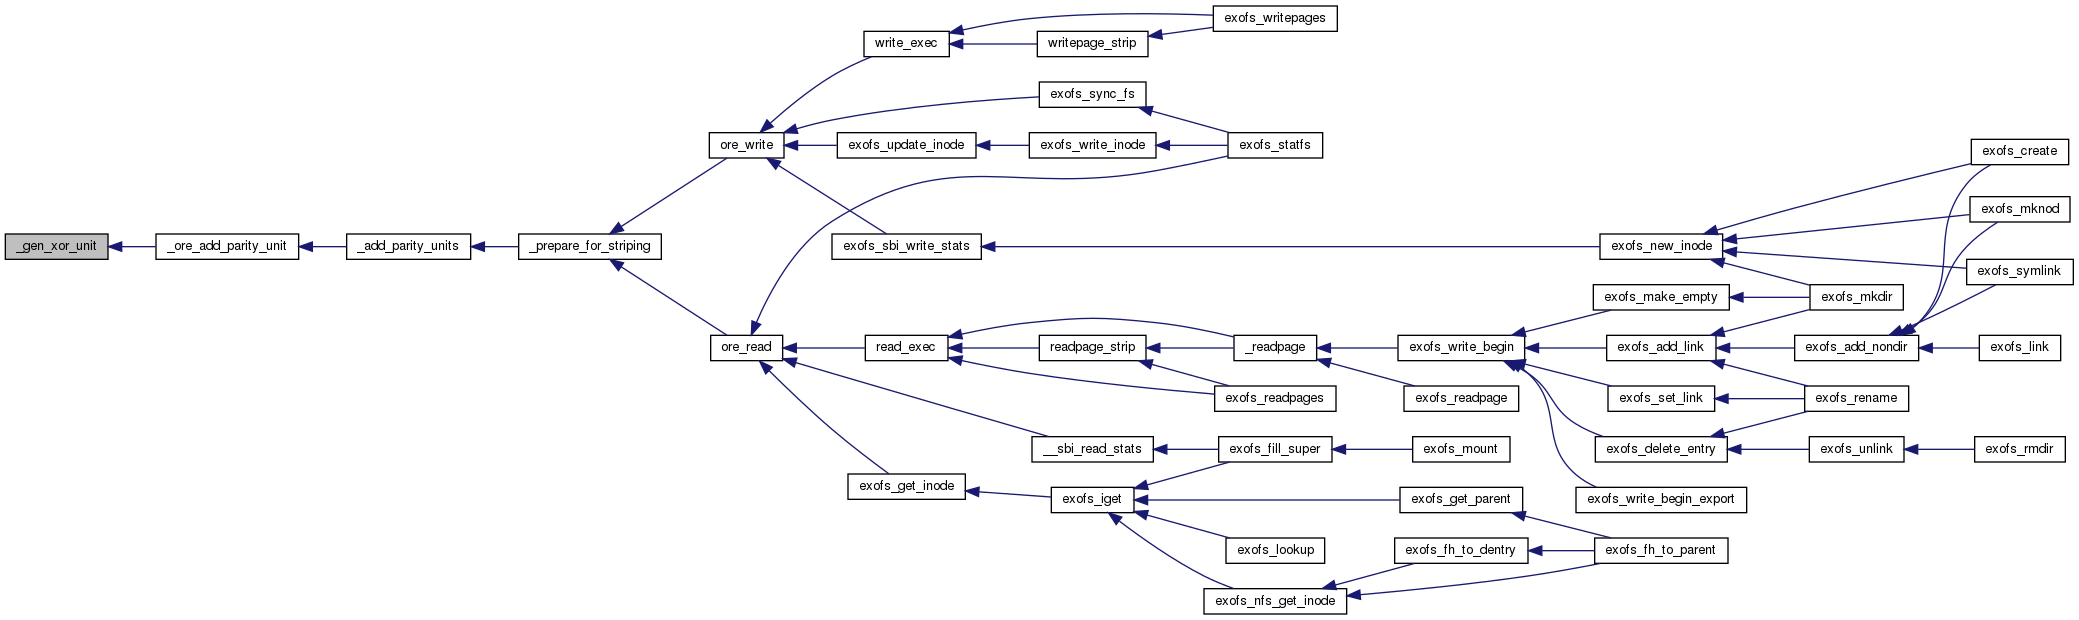 exofs_writepages
write_exec
writepage_strip
exofs_sync_fs
ore_write
exofs_update_inode
exofs_write_inode
exofs_statfs
exofs_create
exofs_mknod
_gen_xor_unit
_ore_add_parity_unit
_add_parity_units
_prepare_for_striping
exofs_sbi_write_stats
exofs_new_inode
exofs_symlink
exofs_make_empty
exofs_mkdir
ore_read
read_exec
readpage_strip
_readpage
exofs_write_begin
exofs_add_link
exofs_add_nondir
exofs_link
exofs_readpages
exofs_readpage
exofs_set_link
exofs_rename
__sbi_read_stats
exofs_fill_super
exofs_mount
exofs_delete_entry
exofs_unlink
exofs_rmdir
exofs_get_inode
exofs_iget
exofs_get_parent
exofs_write_begin_export
exofs_lookup
exofs_fh_to_dentry
exofs_fh_to_parent
exofs_nfs_get_inode